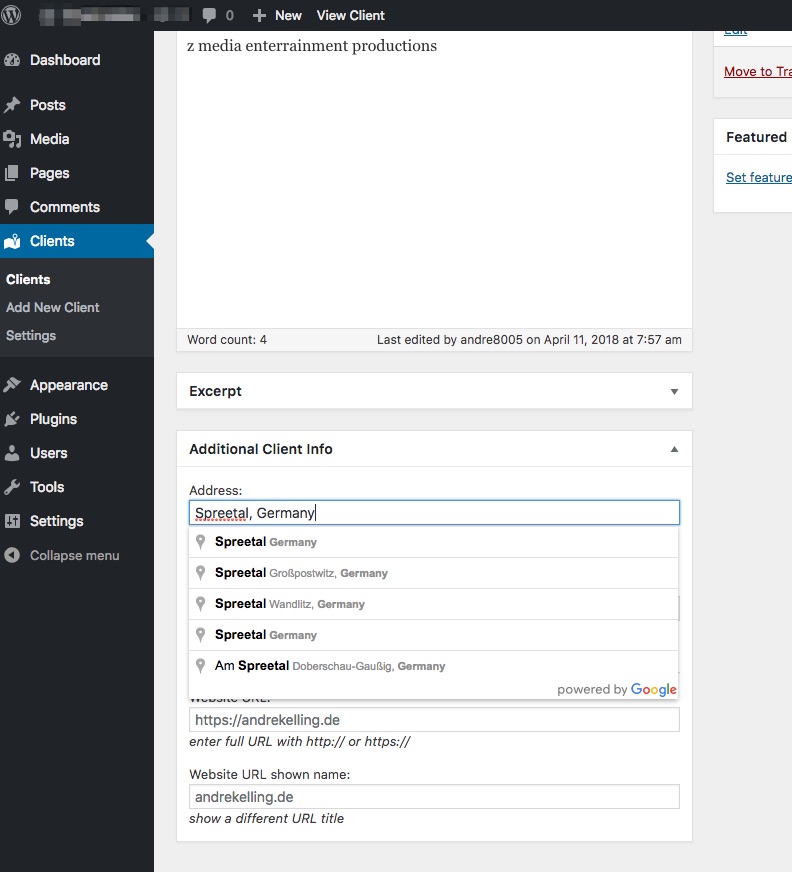 0 New View Client
Dashboard
Posts
Media
Pages
Comments
Clients
Clients
Add New Client
Settings
Appearance
Plugins
Users
Tools
Settings
Collapse menu
z media enterrainment productions
Word count: 4 Last edited by andre8005 on April 11, 2018 at 7:57 am
Excerpt
Additional Client Info
Address:
Spreetal, Germany
Spreetal Germany
Spreetal Großpostwitz, Germany
Spreetal Wandlitz, Germany
Spreetal Germany
Am Spreetal Doberschau-Gaußig, Germany
powered by Google
Website URL:
https://andrekelling.de
enter full URL with http:// or https://
Website URL shown name:
andrekelling.de
show a different URL title
Edit
Move to Tra
Featured
Set feature